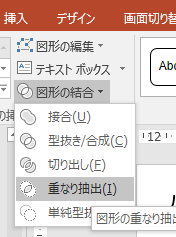 挿入 デザイン 画面切り替
図形の編集
テキスト ボックス
Abc
図形の結合
接合(U)
型抜き/合成(C)
切り出し(F)
12
重なり抽出(I)
単純型抜
図形の重なり抽出